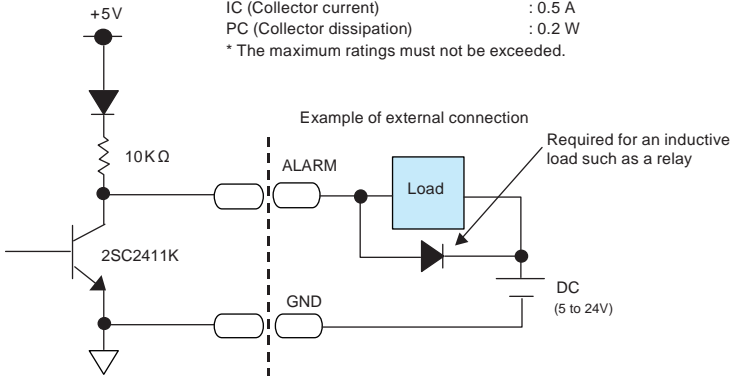 IC (Collector current) : 0.5 A
PC (Collector dissipation) : 0.2 W
* The maximum ratings must not be exceeded.
+5V
Example of external connection
Required for an inductive
load such as a relay
10KΩ
ALARM
Load
2SC2411K
DC
(5 to 24V)
GND